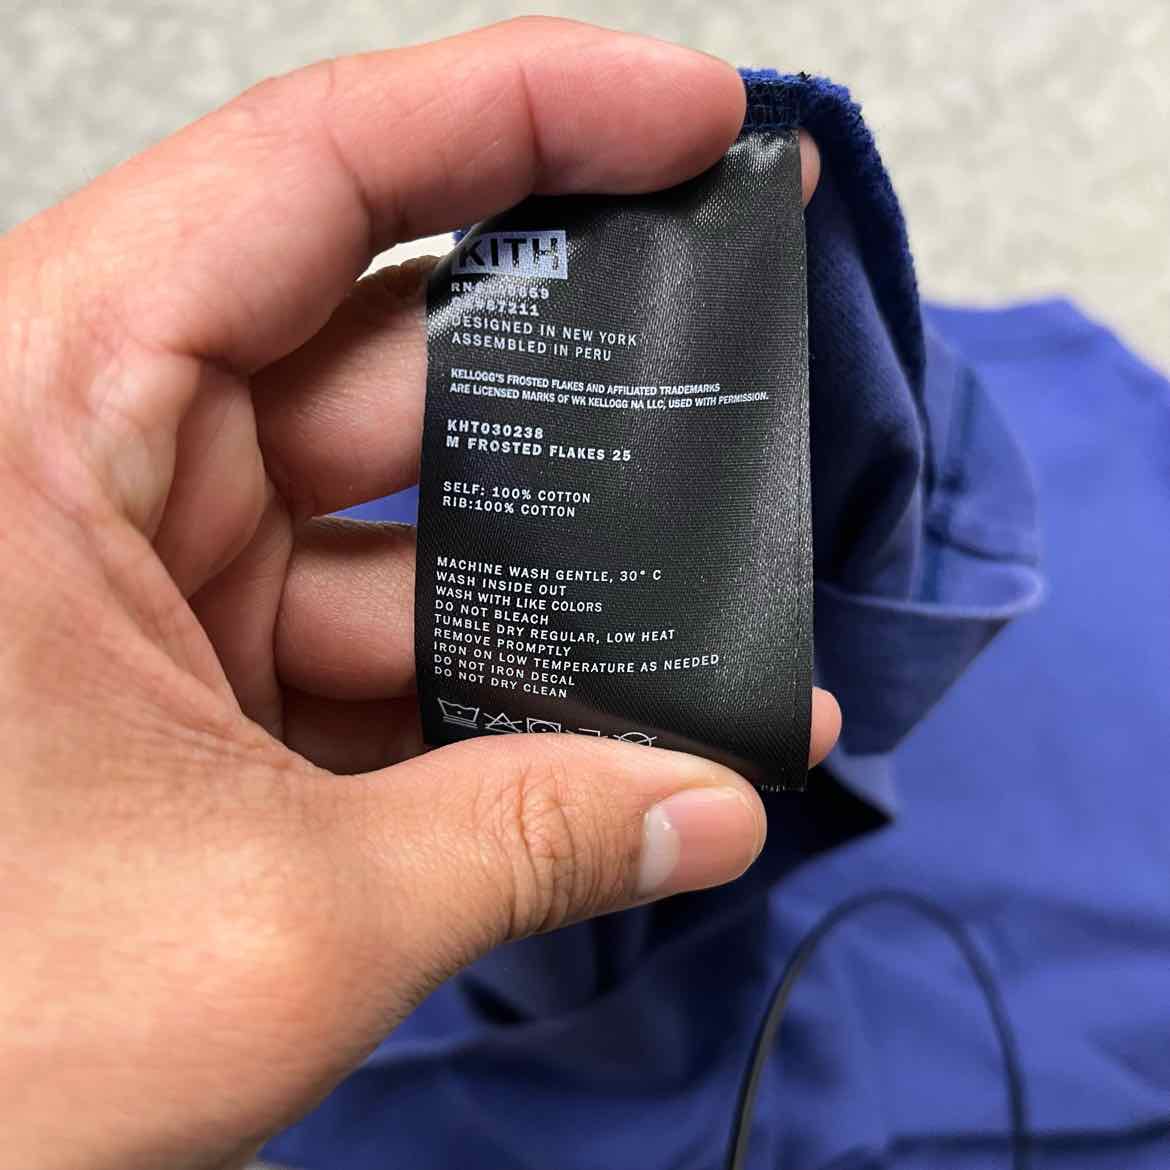 KITH
RN
DESIGNED IN NEW YORK
ASSEMBLED IN PERU
KELLOGG'S FROSTED FLAKES AND AFFILIATED TRADEMARKS
ARE LICENSED MARKS OF WK KELLOGG NA LLC, USED WITH PERMISSION.
KHT030238
M FROSTED FLAKES 25
SELF: 100% COTTON
RIB:100% COTTON
MACHINE WASH GENTLE, 30° C
WASH INSIDE OUT
WASH WITH LIKE COLORS
DO NOT BLEACH
TUMBLE DRY REGULAR, LOW HEAT
REMOVE PROMPTLY
IRON ON LOW TEMPERATURE AS NEEDED
DO NOT IRON DECAL
DO NOT DRY CLEAN